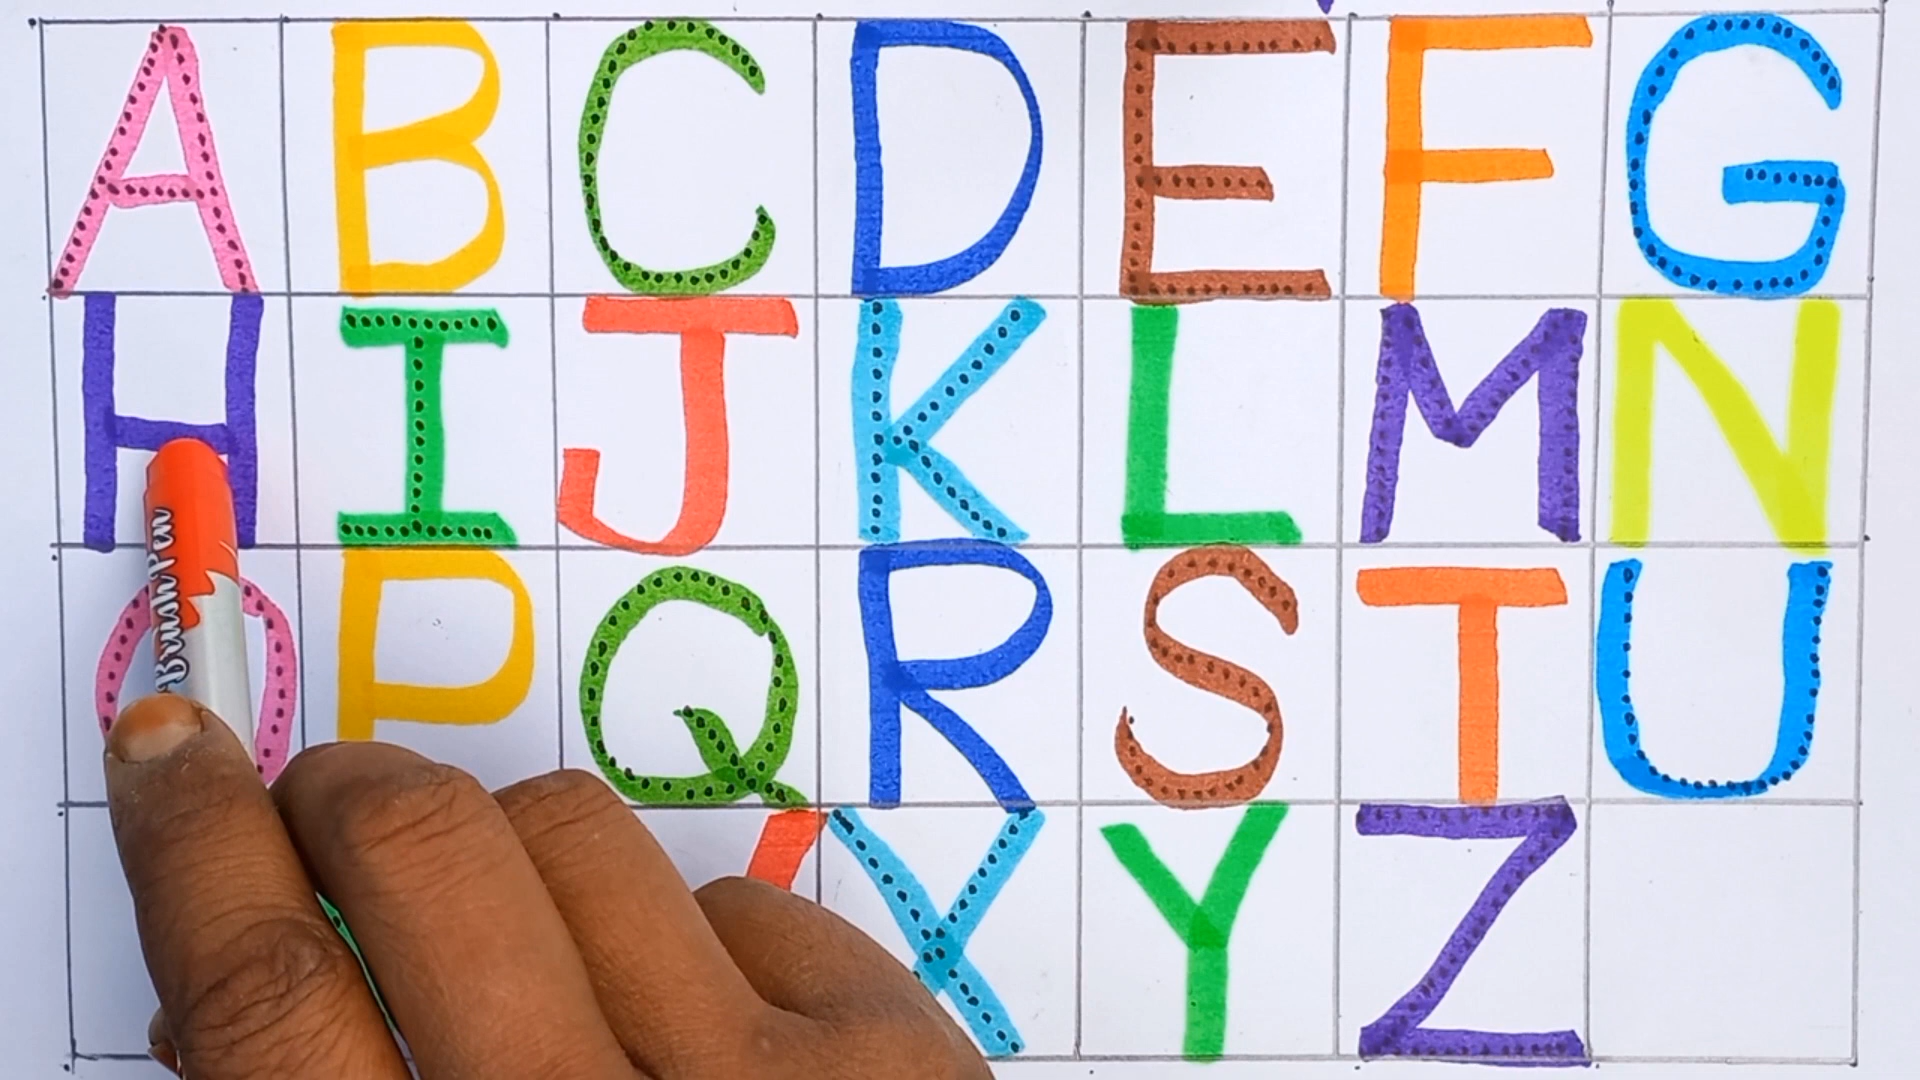 A B C D E F G
H I J K L M N
O P Q R S T U
X Y Z
Brush Pen